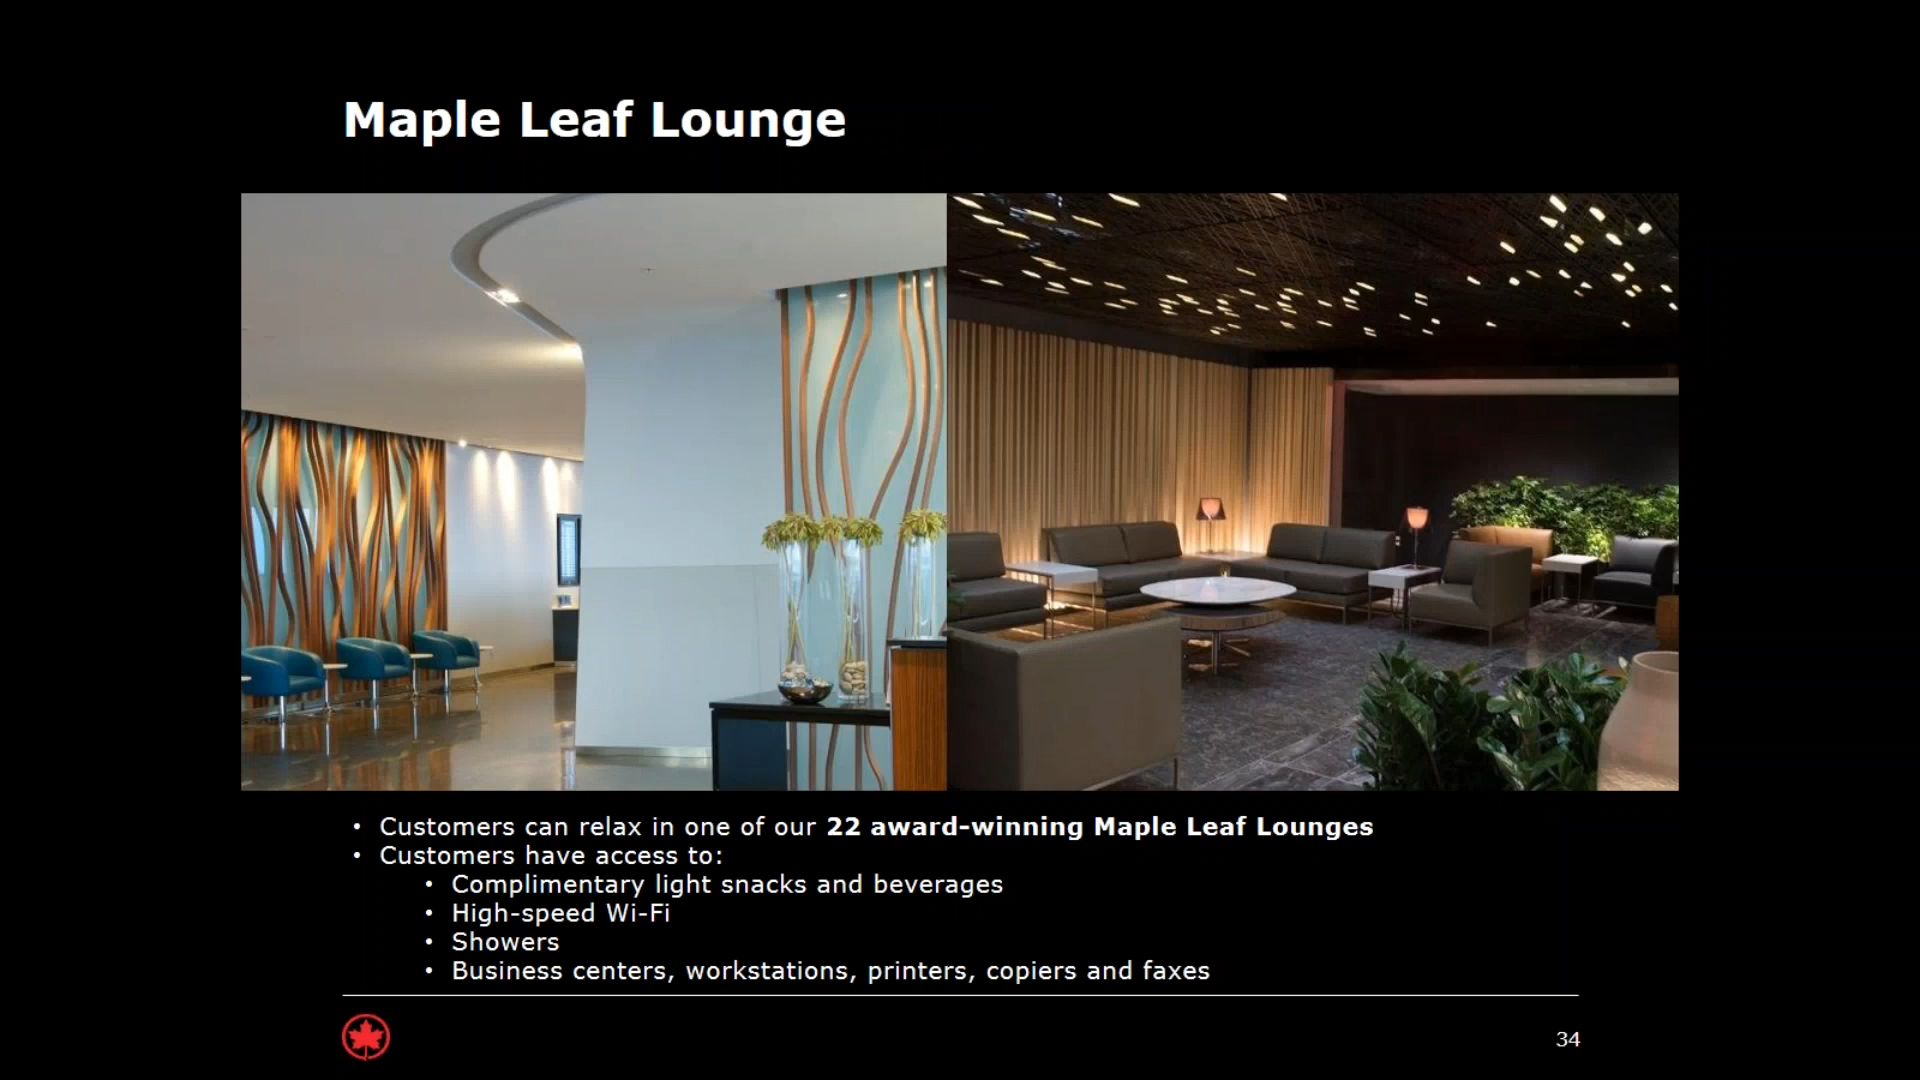 Maple Leaf Lounge
• Customers can relax in one of our 22 award-winning Maple Leaf Lounges
• Customers have access to:
• Complimentary light snacks and beverages
• High-speed Wi-Fi
• Showers
• Business centers, workstations, printers, copiers and faxes
34